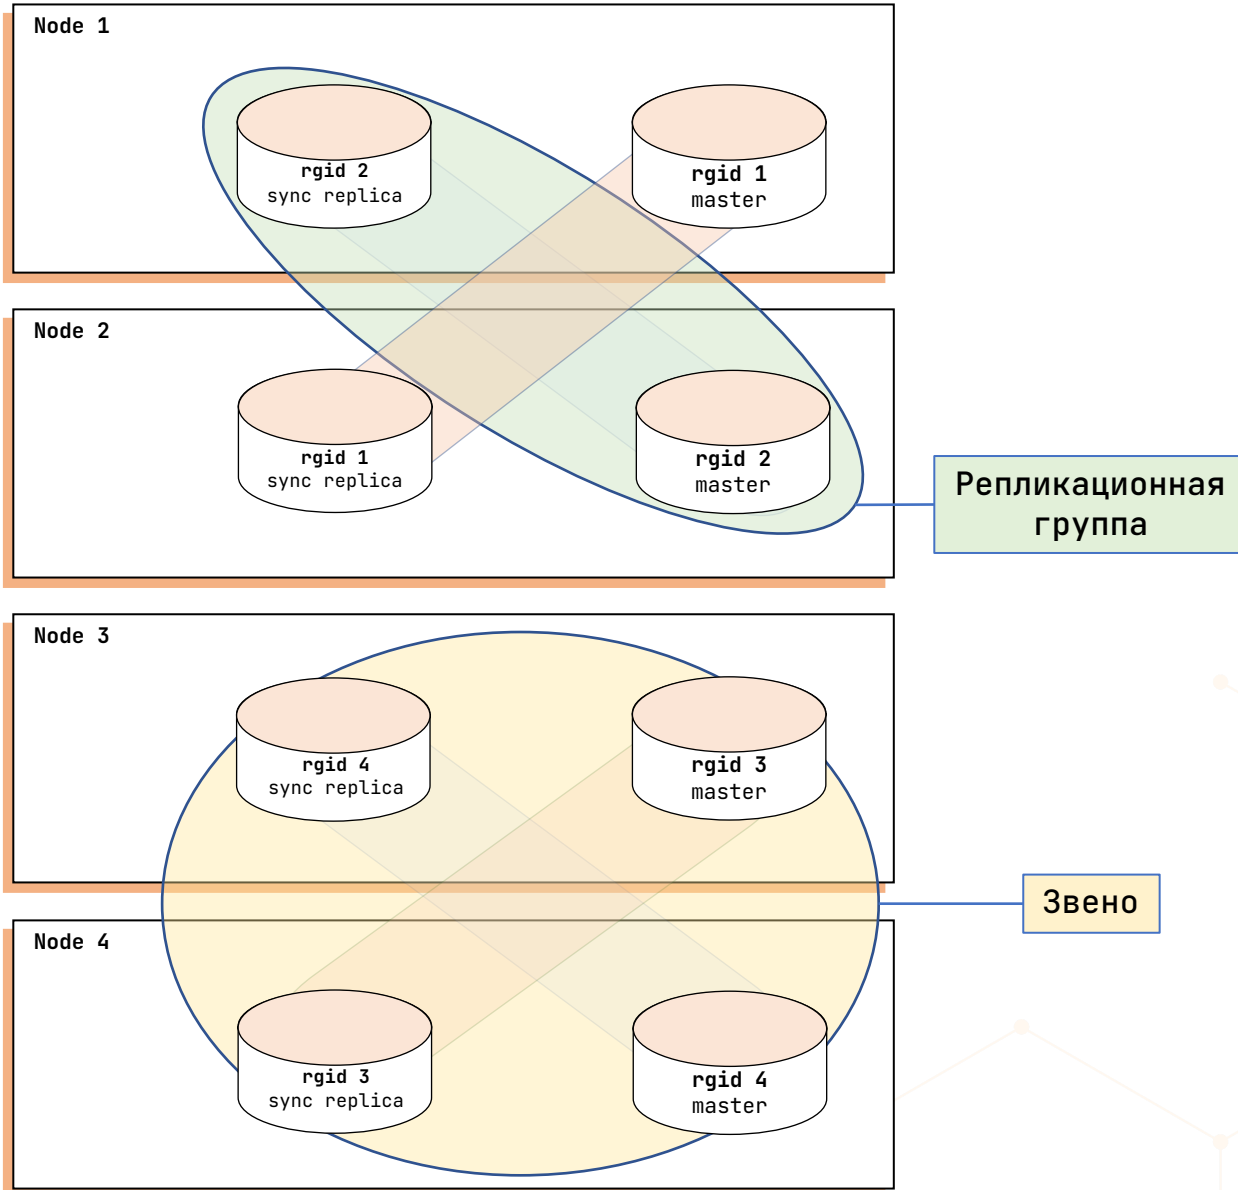 Node 1
rgid 2
sync replica
rgid 1
master
Node 2
rgid 1
sync replica
rgid 2
master
Репликационная
группа
Node 3
rgid 4
sync replica
rgid 3
master
Звено
Node 4
rgid 3
sync replica
rgid 4
master